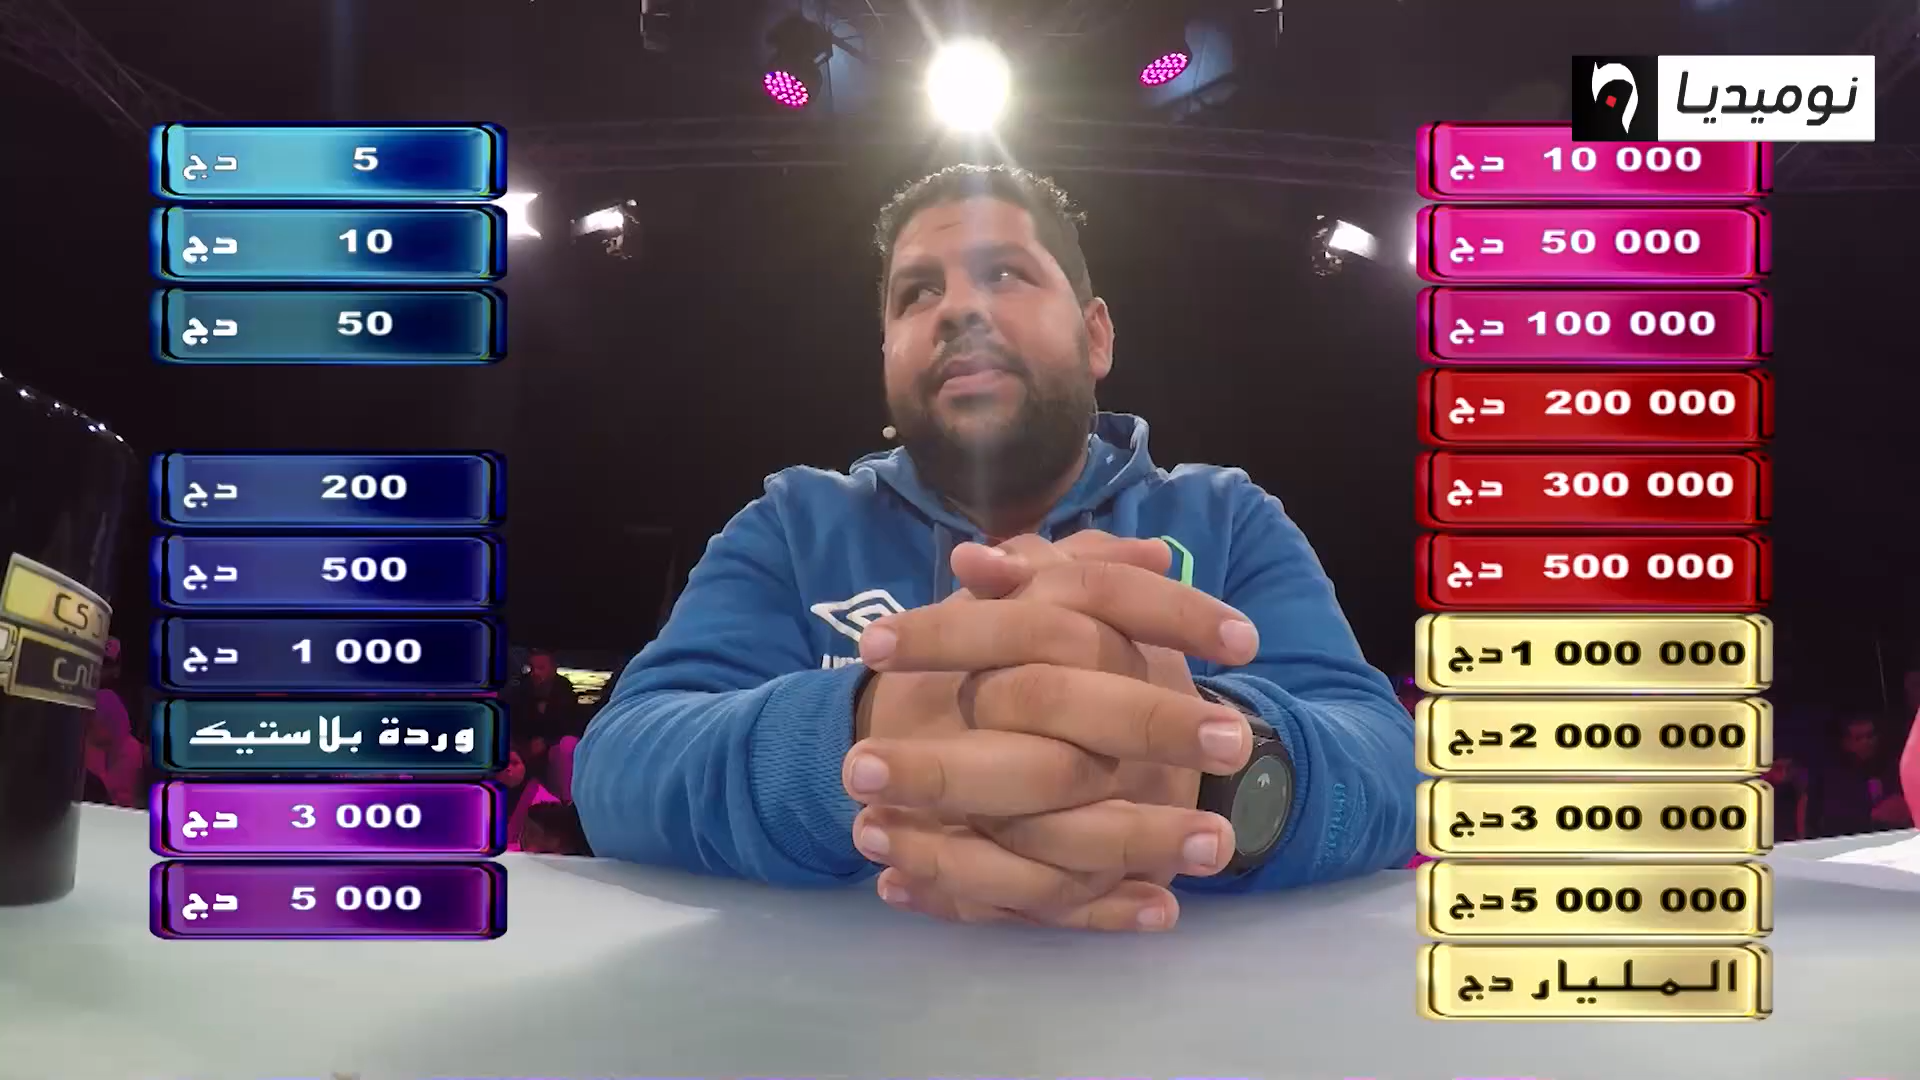 نوميديا
5 دج
10 دج
50 دج
200 دج
500 دج
1 000 دج
وردة بلاستيك
3 000 دج
5 000 دج
10 000 دج
50 000 دج
100 000 دج
200 000 دج
300 000 دج
500 000 دج
1 000 000 دج
2 000 000 دج
3 000 000 دج
5 000 000 دج
المليار دج